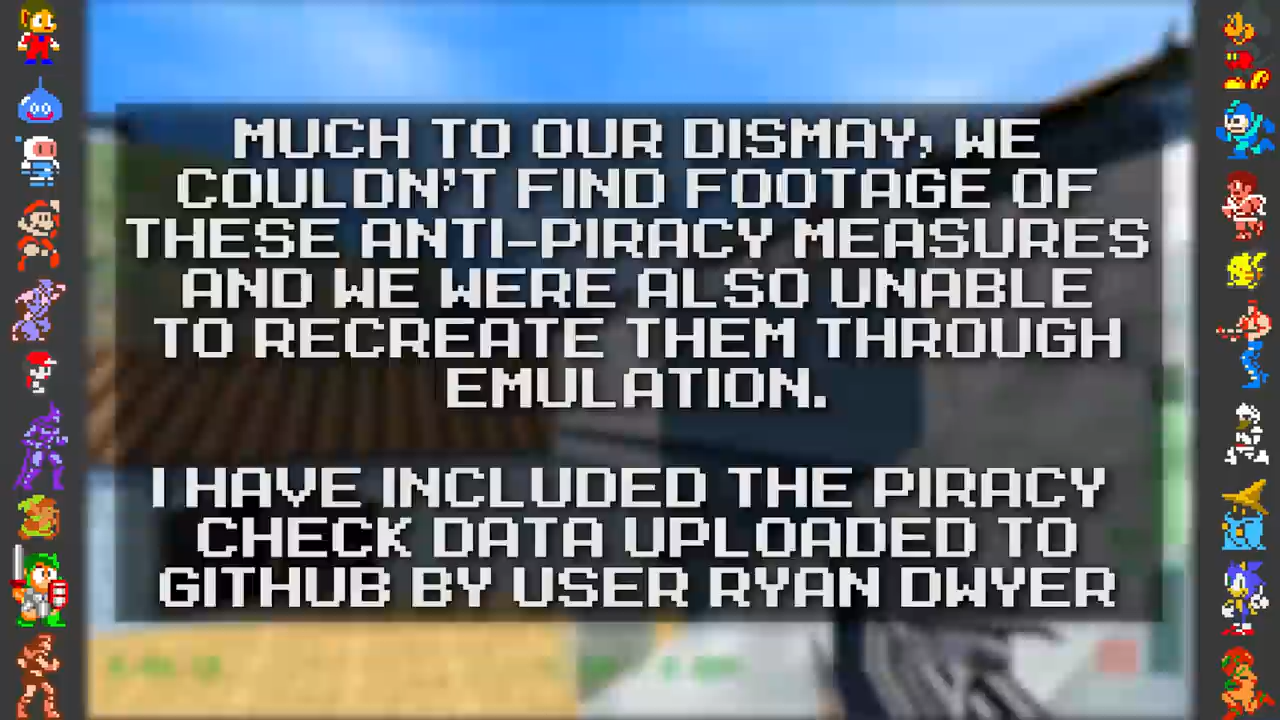 MUCH TO OUR DISMAY, WE
COULDN'T FIND FOOTAGE OF
THESE ANTI-PIRACY MEASURES
AND WE WERE ALSO UNABLE
TO RECREATE THEM THROUGH
EMULATION.
I HAVE INCLUDED THE PIRACY
CHECK DATA UPLOADED TO
GITHUB BY USER RYAN DWYER